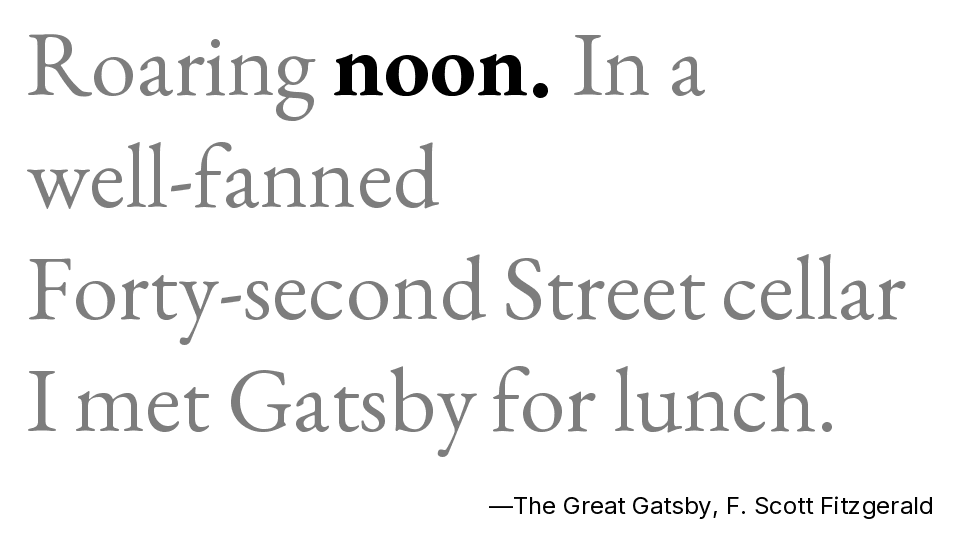 Roaring noon. In a
well-fanned
Forty-second Street cellar
I met Gatsby for lunch.
—The Great Gatsby, F. Scott Fitzgerald